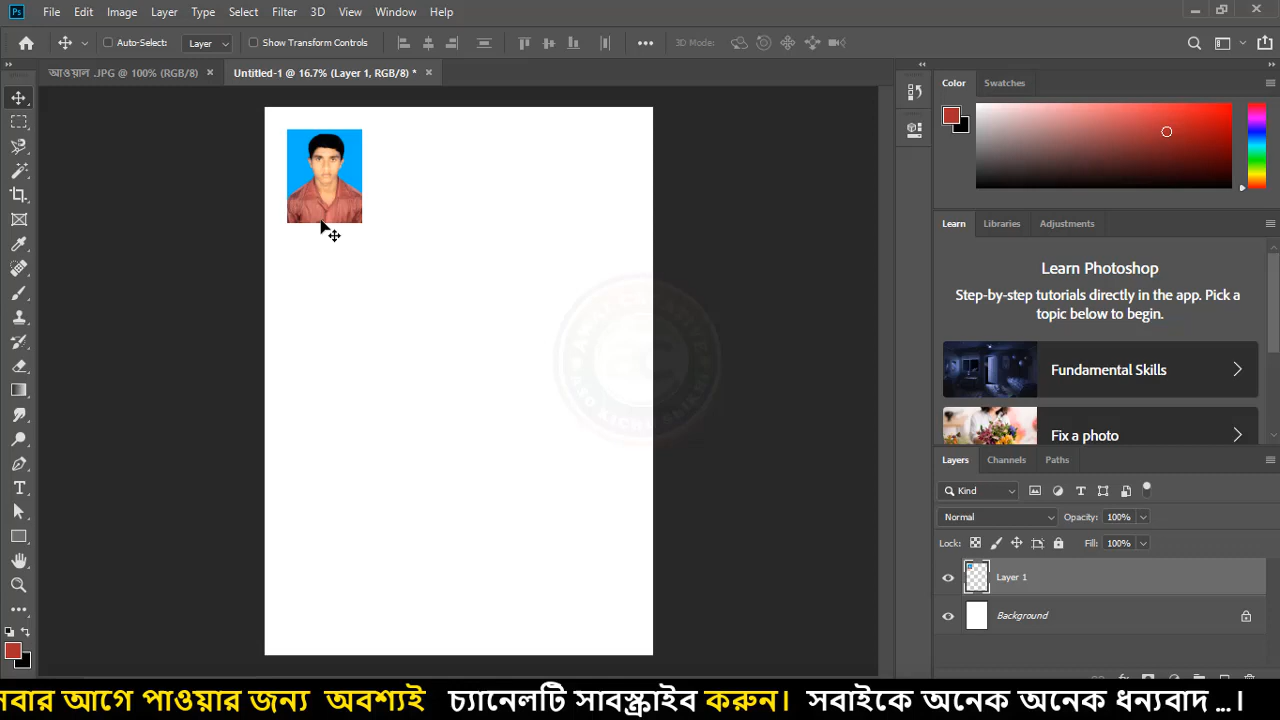 Ps File Edit Image Layer Type Select Filter 3D View Window Help
Auto-Select: Layer Show Transform Controls 3D Mode:
আওয়াল .JPG @ 100% (RGB/8) × Untitled-1 @ 16.7% (Layer 1, RGB/8) * ×
Color Swatches
Learn Libraries Adjustments
Learn Photoshop
Step-by-step tutorials directly in the app. Pick a
topic below to begin.
Fundamental Skills
Fix a photo
Layers Channels Paths
Kind
Normal Opacity: 100%
Lock: Fill: 100%
Layer 1
Background
বার আগে পাওয়ার জন্য অবশ্যই চ্যানেলটি সাবস্ক্রাইব করুন। সবাইকে অনেক অনেক ধন্যবাদ ...।